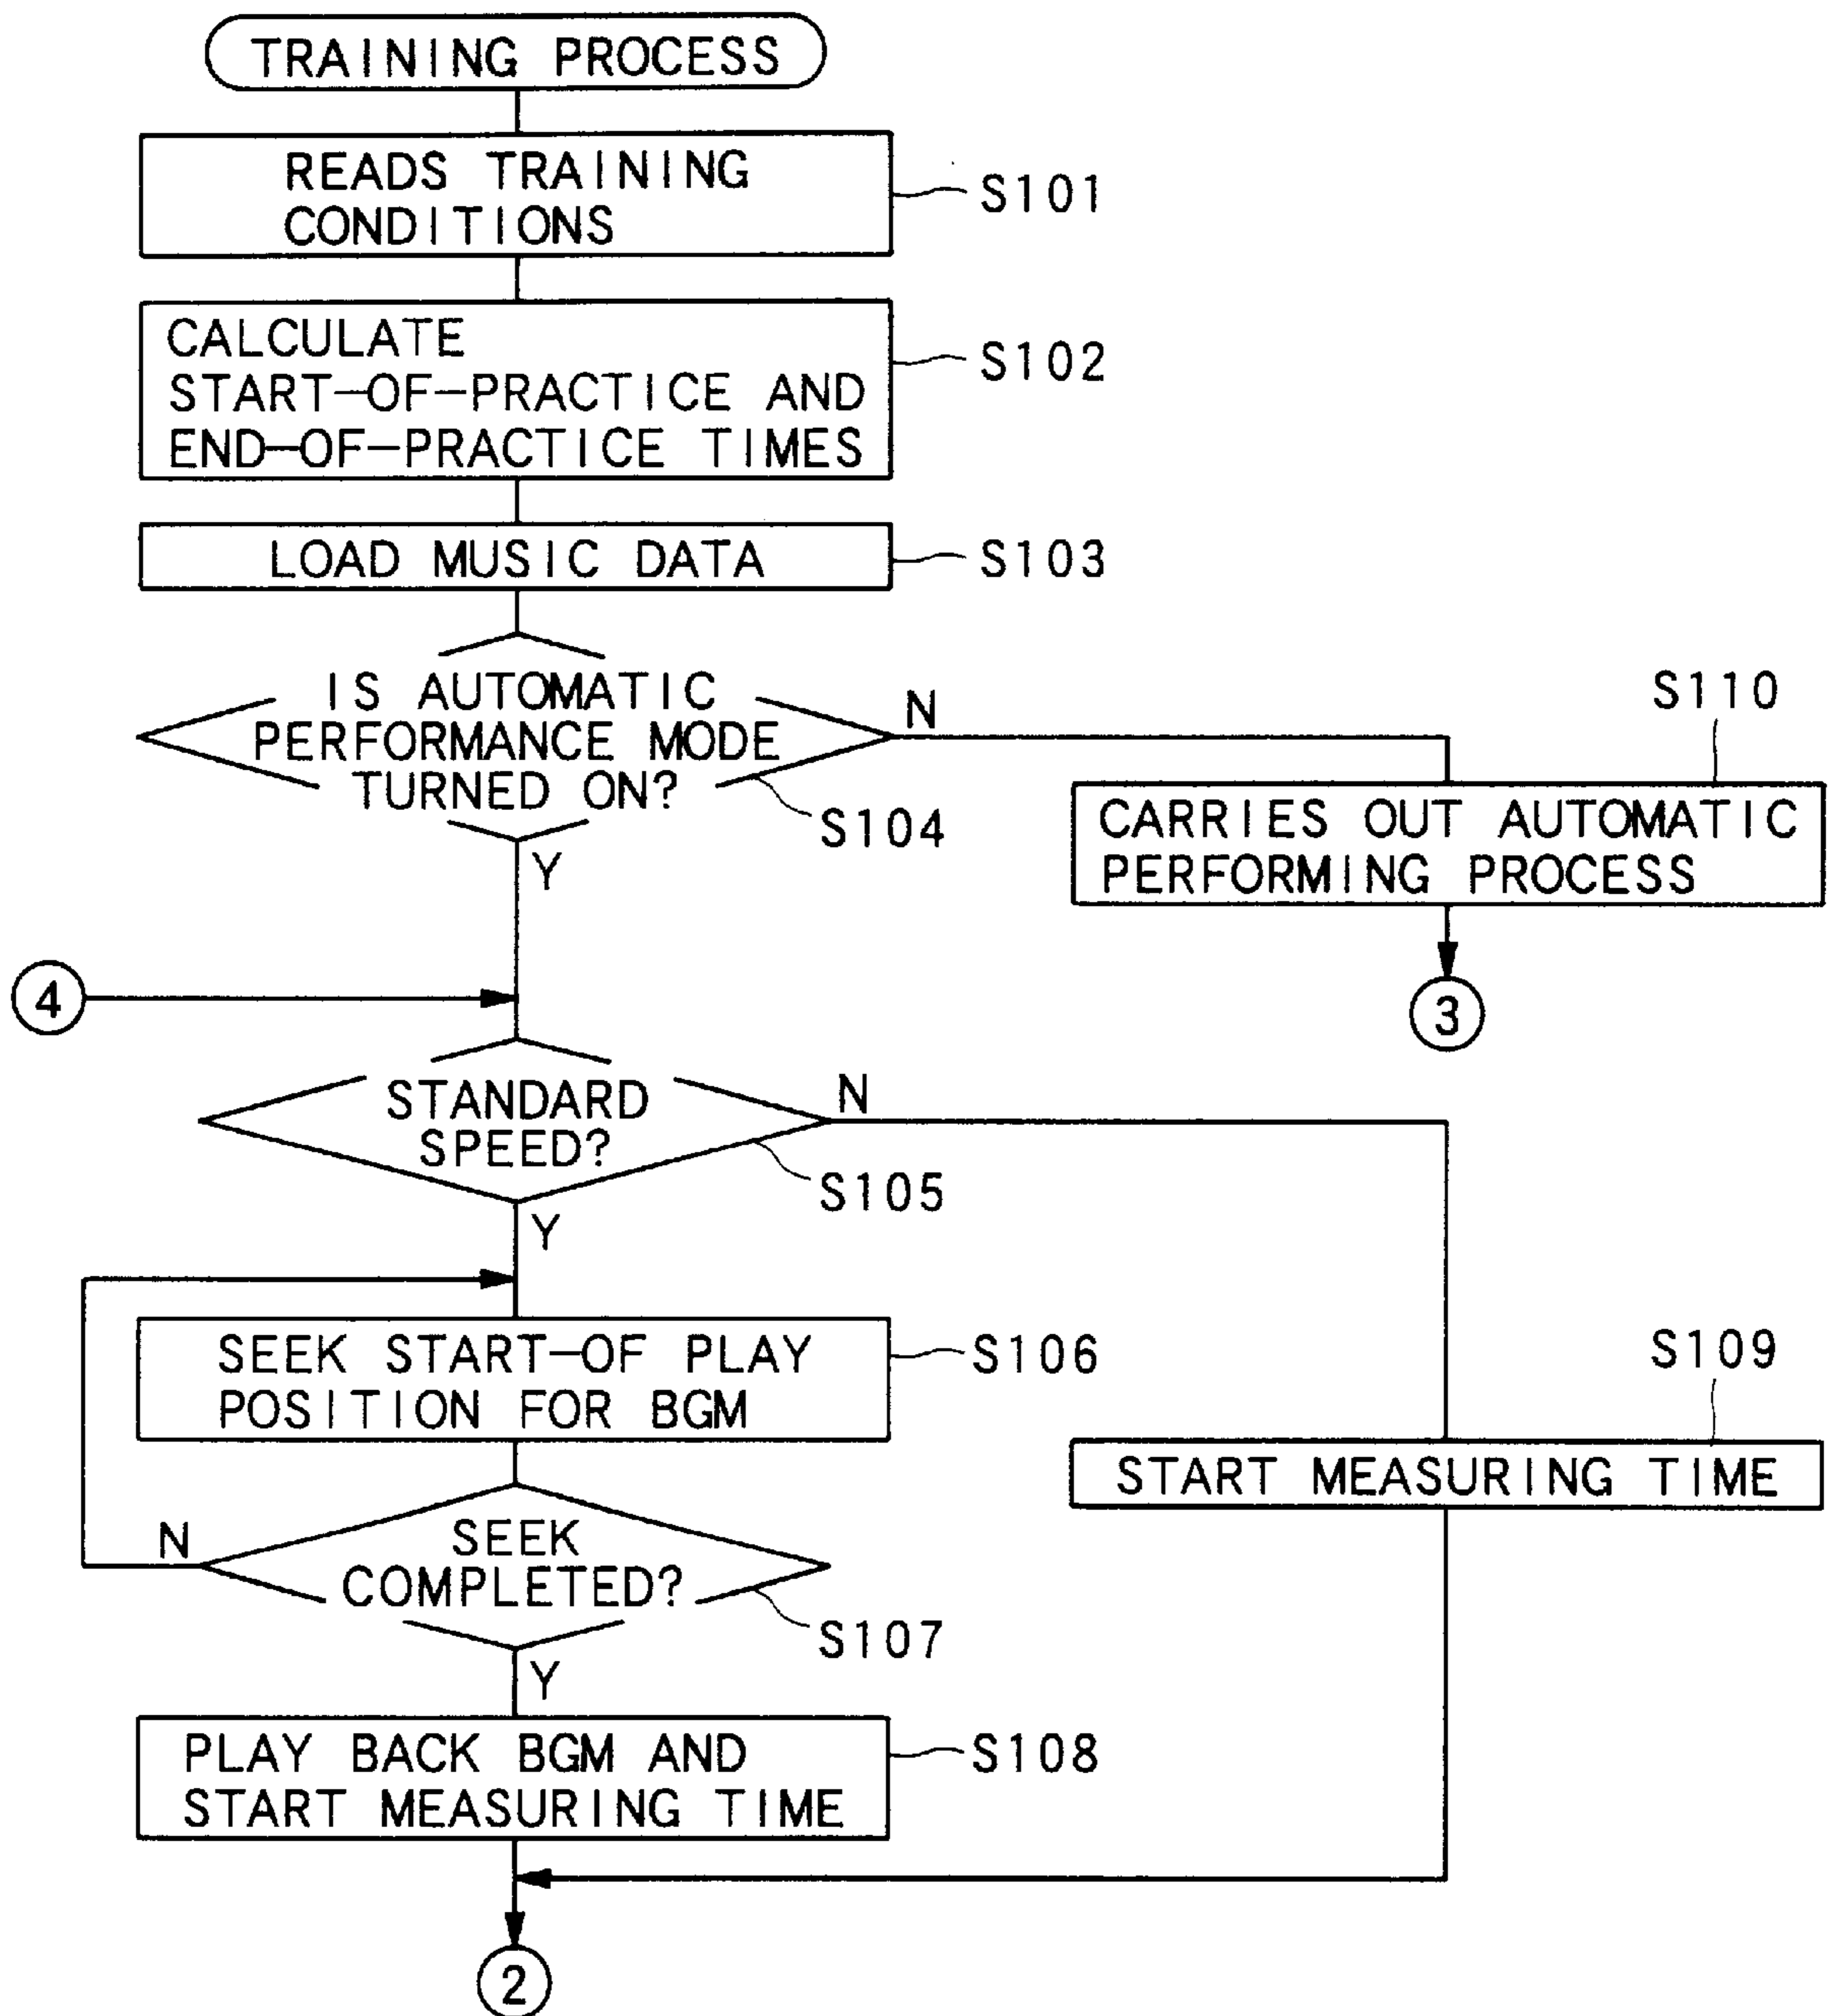 TRAINING PROCESS
READS TRAINING
CONDITIONS
S101
CALCULATE
START-OF-PRACTICE AND
END-OF-PRACTICE TIMES
S102
LOAD MUSIC DATA
S103
IS AUTOMATIC
PERFORMANCE MODE
TURNED ON?
N
S104
Y
S110
CARRIES OUT AUTOMATIC
PERFORMING PROCESS
3
4
STANDARD
SPEED?
N
S105
Y
SEEK START-OF PLAY
POSITION FOR BGM
S106
S109
START MEASURING TIME
SEEK
COMPLETED?
N
S107
Y
PLAY BACK BGM AND
START MEASURING TIME
S108
2